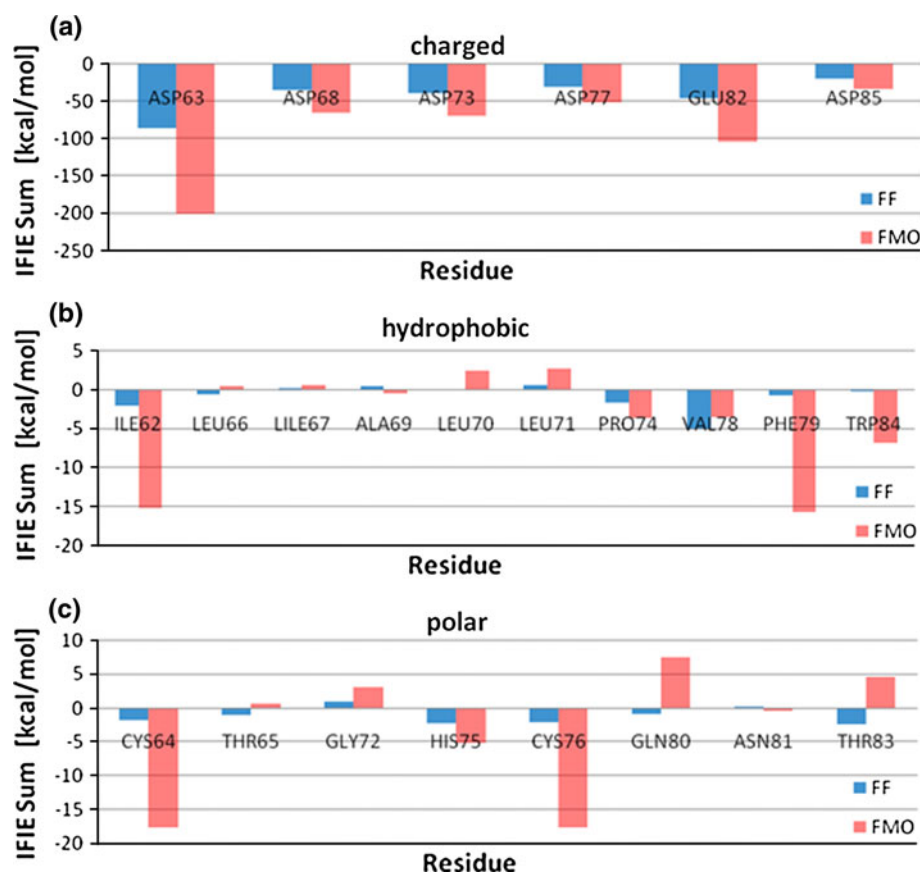 (a)
charged
IFIE Sum [kcal/mol]
0
-50
-100
-150
-200
-250
ASP63 ASP68 ASP73 ASP77 GLU82 ASP85
FF
FMO
Residue
(b)
hydrophobic
IFIE Sum [kcal/mol]
5
0
-5
-10
-15
-20
ILE62 LEU66 LILE67 ALA69 LEU70 LEU71 PRO74 VAL78 PHE79 TRP84
FF
FMO
Residue
(c)
polar
IFIE Sum [kcal/mol]
10
5
0
-5
-10
-15
-20
CYS64 THR65 GLY72 HIS75 CYS76 GLN80 ASN81 THR83
FF
FMO
Residue